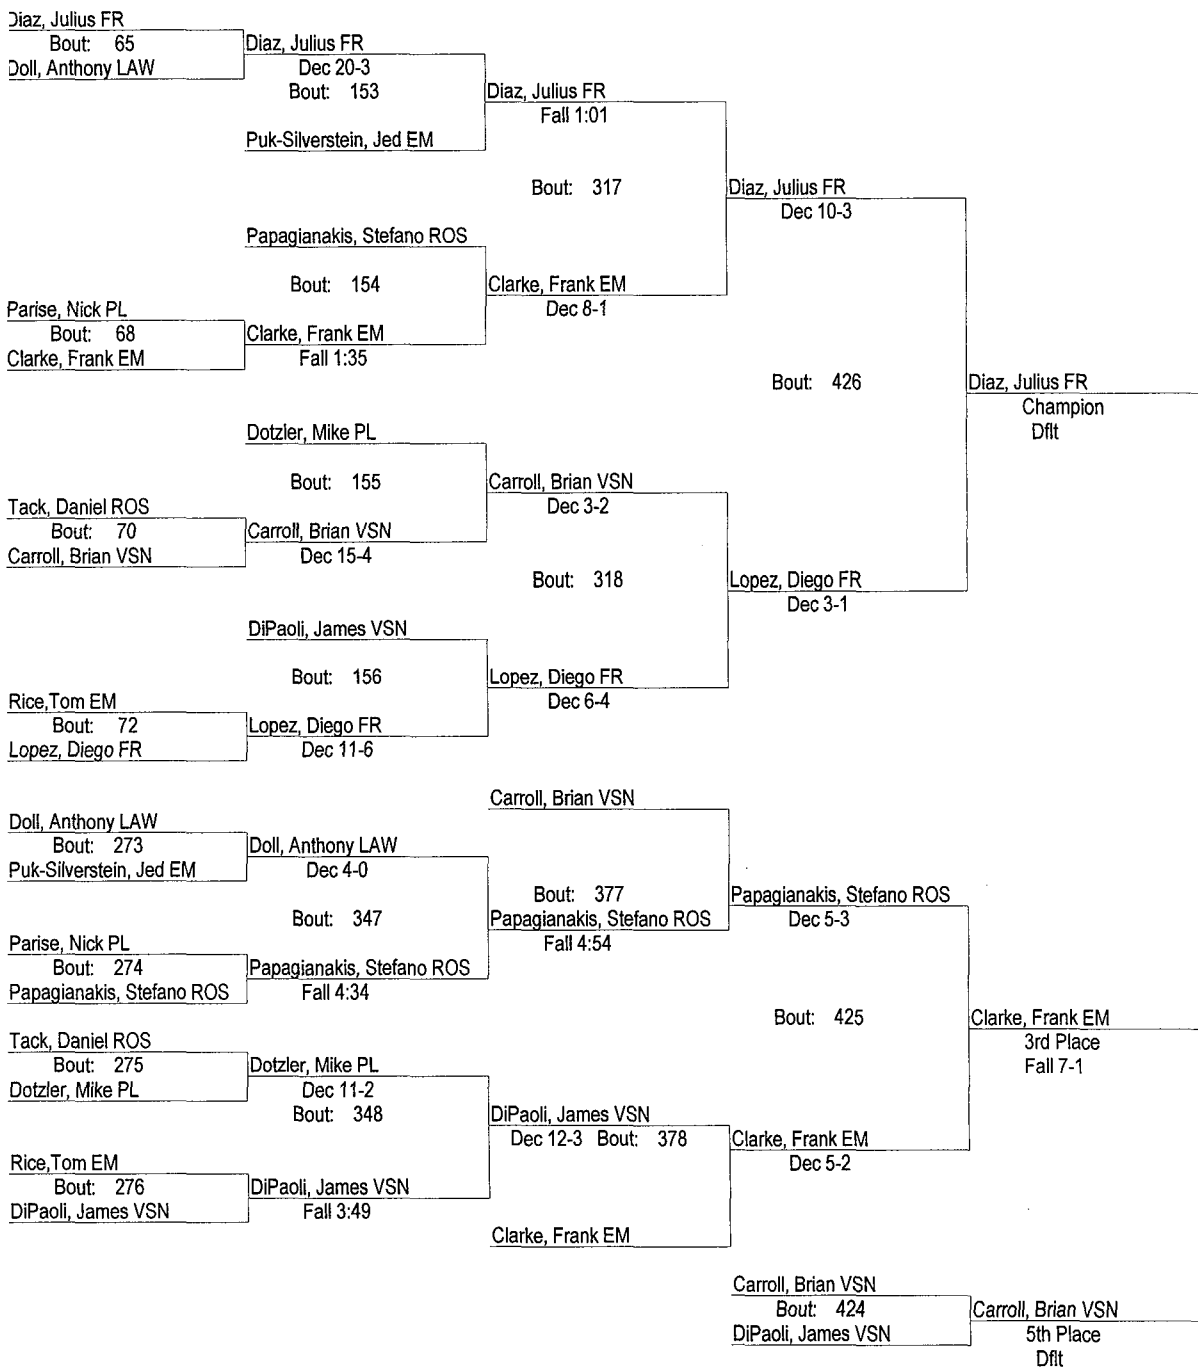 Diaz, Julius FR
Bout: 65
Doll, Anthony LAW
Diaz, Julius FR
Dec 20-3
Bout: 153
Puk-Silverstein, Jed EM
Diaz, Julius FR
Fall 1:01
Bout: 317
Papagianakis, Stefano ROS
Bout: 154
Parise, Nick PL
Bout: 68
Clarke, Frank EM
Clarke, Frank EM
Fall 1:35
Clarke, Frank EM
Dec 8-1
Diaz, Julius FR
Dec 10-3
Bout: 426
Diaz, Julius FR
Champion
Dflt
Dotzler, Mike PL
Bout: 155
Tack, Daniel ROS
Bout: 70
Carroll, Brian VSN
Carroll, Brian VSN
Dec 15-4
Carroll, Brian VSN
Dec 3-2
Bout: 318
Lopez, Diego FR
Dec 3-1
DiPaoli, James VSN
Bout: 156
Rice,Tom EM
Bout: 72
Lopez, Diego FR
Lopez, Diego FR
Dec 11-6
Lopez, Diego FR
Dec 6-4
Carroll, Brian VSN
Doll, Anthony LAW
Bout: 273
Puk-Silverstein, Jed EM
Doll, Anthony LAW
Dec 4-0
Bout: 347
Parise, Nick PL
Bout: 274
Papagianakis, Stefano ROS
Papagianakis, Stefano ROS
Fall 4:34
Bout: 377
Papagianakis, Stefano ROS
Fall 4:54
Papagianakis, Stefano ROS
Dec 5-3
Bout: 425
Clarke, Frank EM
3rd Place
Fall 7-1
Tack, Daniel ROS
Bout: 275
Dotzler, Mike PL
Dotzler, Mike PL
Dec 11-2
Bout: 348
Rice,Tom EM
Bout: 276
DiPaoli, James VSN
DiPaoli, James VSN
Fall 3:49
DiPaoli, James VSN
Dec 12-3 Bout: 378
Clarke, Frank EM
Clarke, Frank EM
Dec 5-2
Carroll, Brian VSN
Bout: 424
DiPaoli, James VSN
Carroll, Brian VSN
5th Place
Dflt